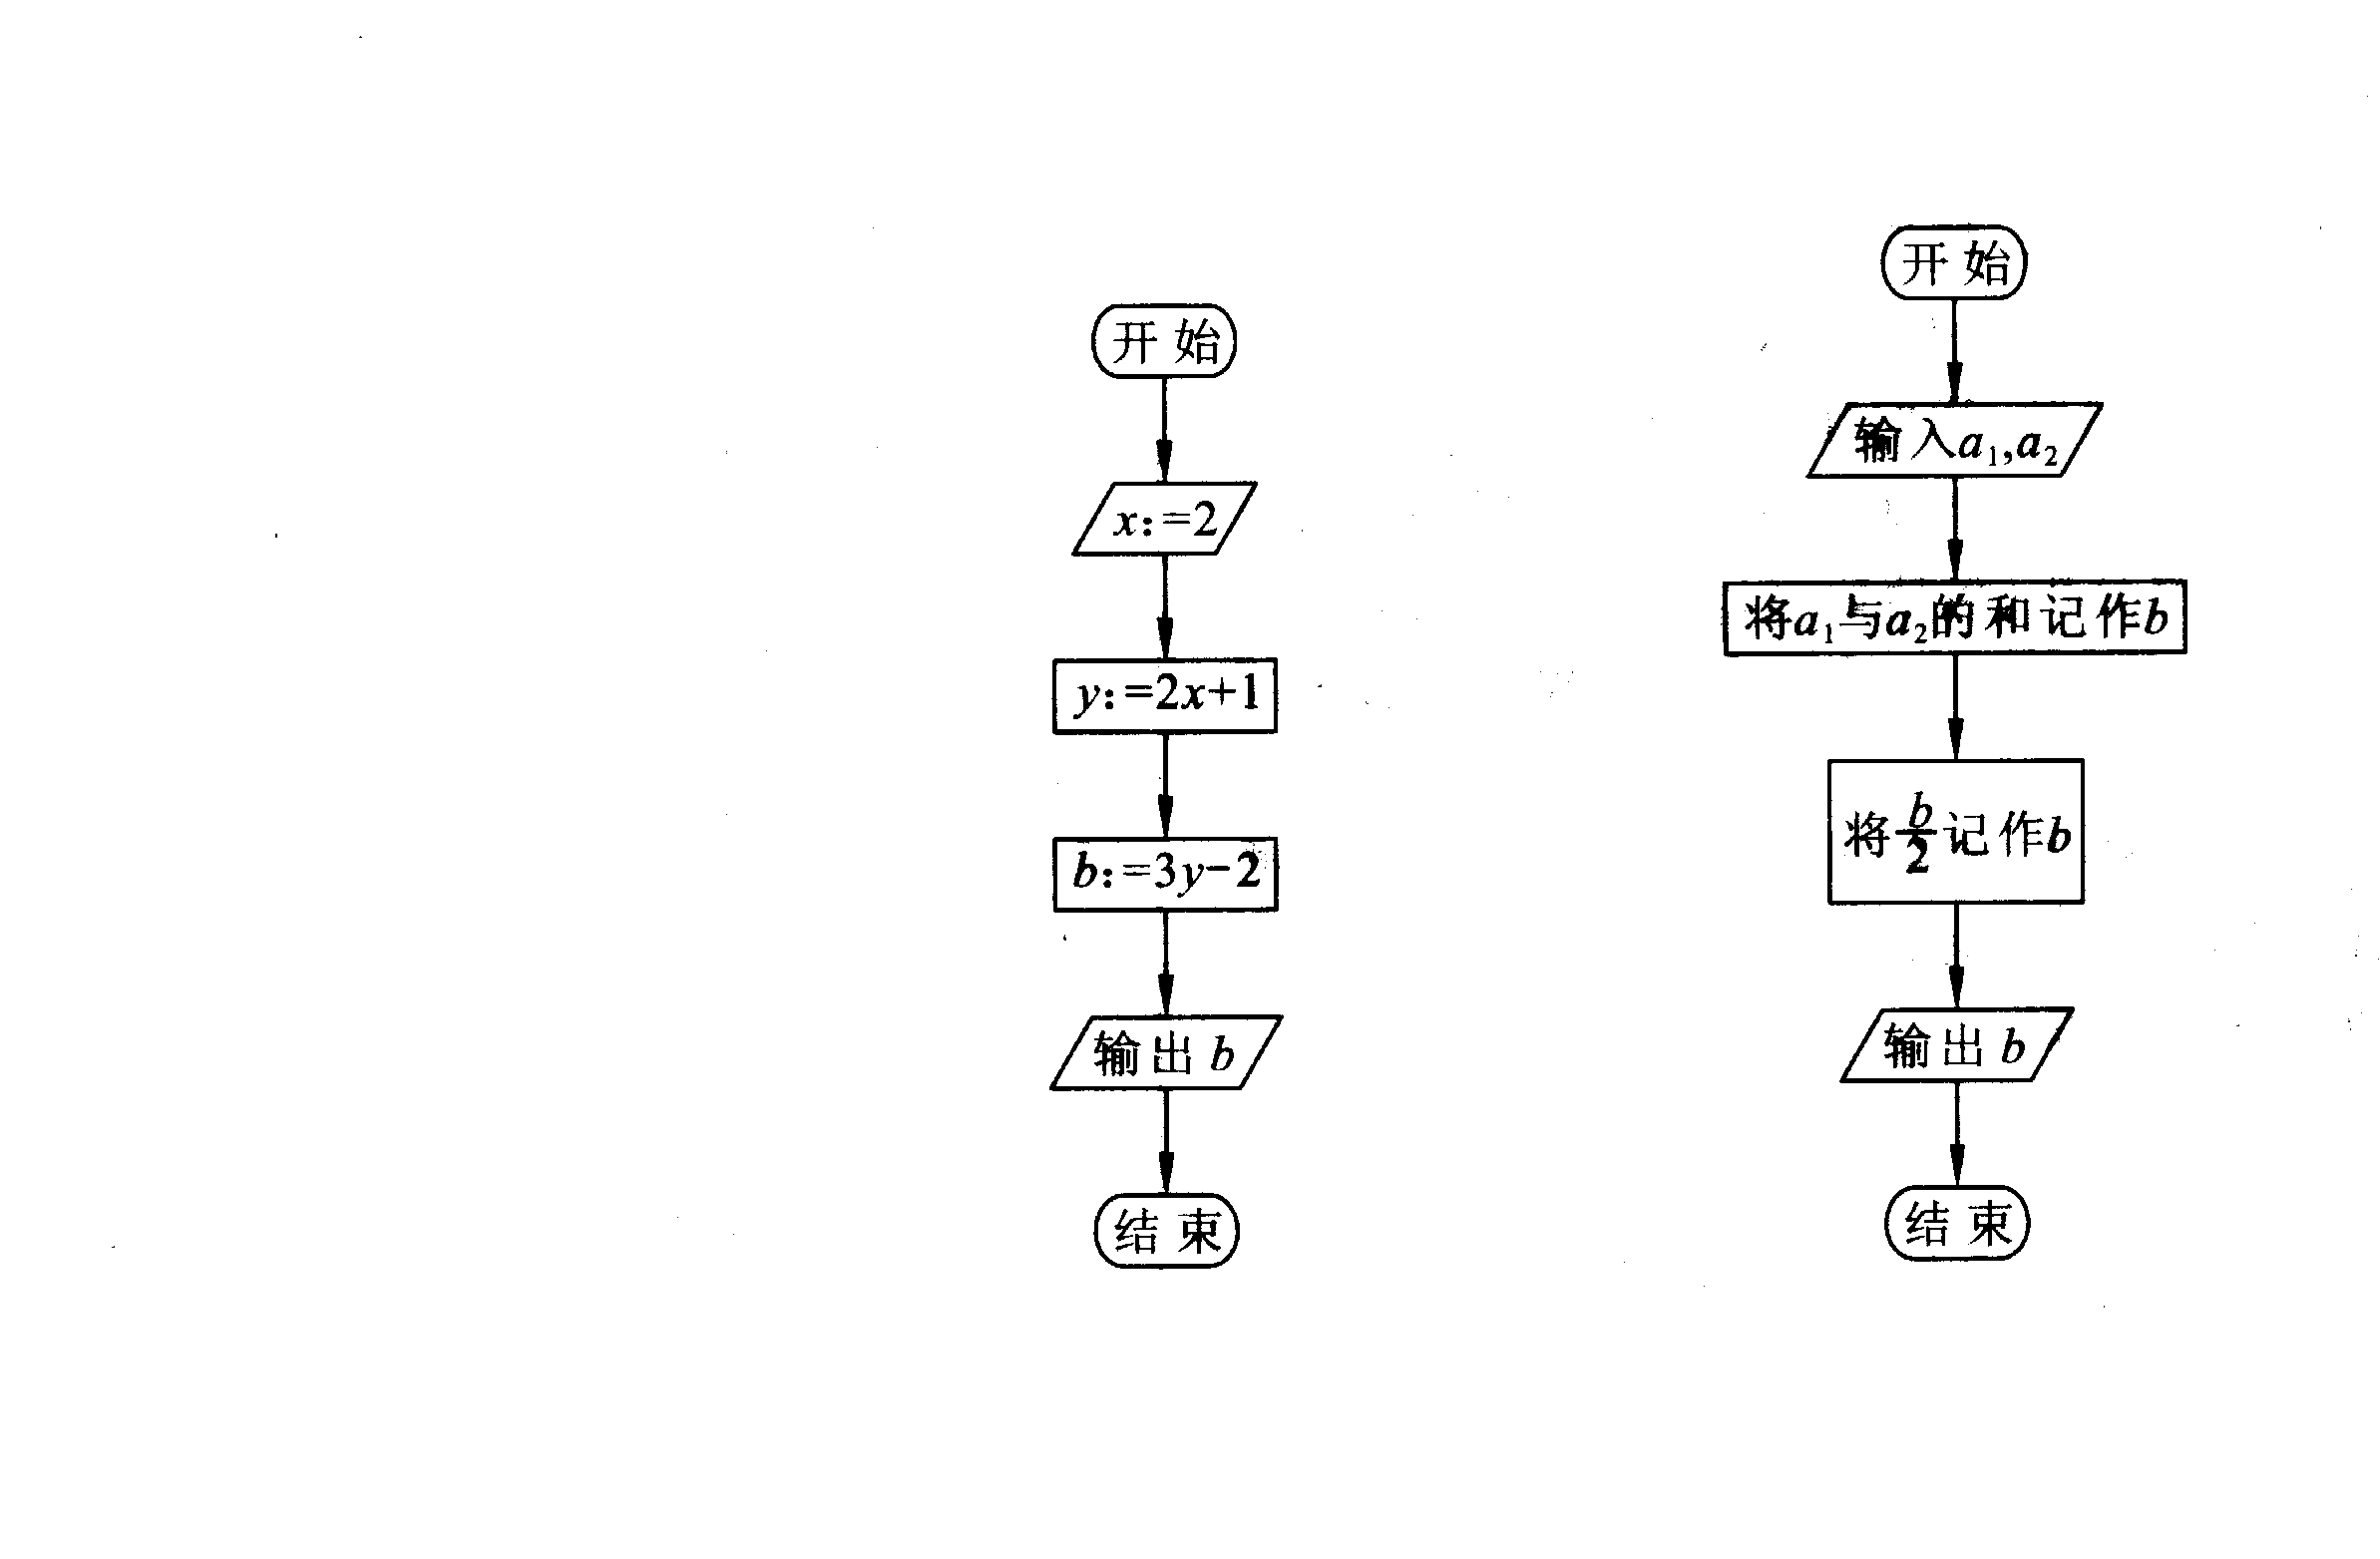 开始
x:=2
y:=2x+1
b:=3y-2
输出 b
结束
开始
输入a₁,a₂
将a₁与a₂的和记作b
将b/2记作b
输出 b
结束